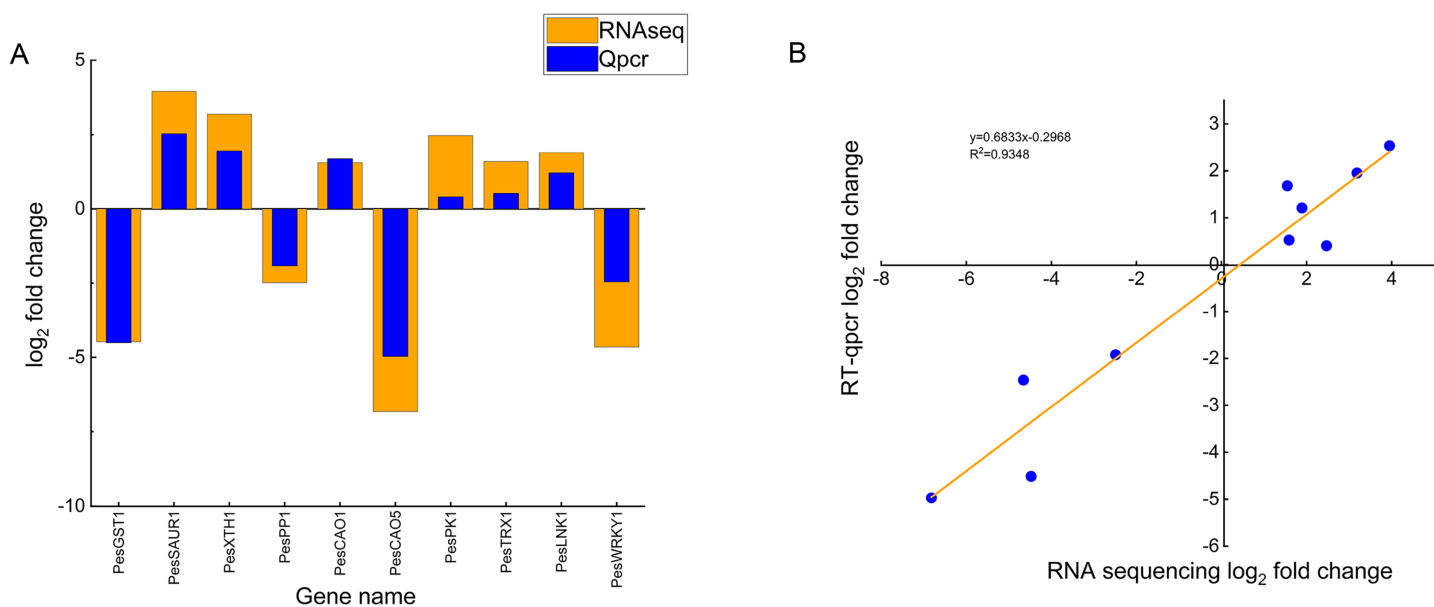 A
RNAseq
Qpcr
5
0
-5
-10
log2 fold change
PesGST1
PesSAUR1
PesXTH1
PesPP1
PesCAO1
PesCAO5
PesPK1
PesTRX1
PesLNK1
PesWRKY1
Gene name
B
y=0.6833x-0.2968
R²=0.9348
3
2
1
0
-1
-2
-3
-4
-5
-6
-8
-6
-4
-2
0
2
4
RT-qpcr log2 fold change
RNA sequencing log2 fold change